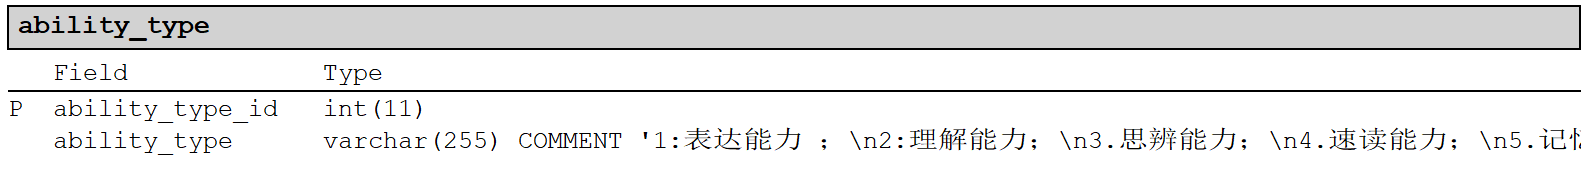 ability_type
Field Type
P ability_type_id int(11)
ability_type varchar(255) COMMENT '1:表达能力 ; \n2:理解能力; \n3.思辨能力; \n4.速读能力; \n5.记